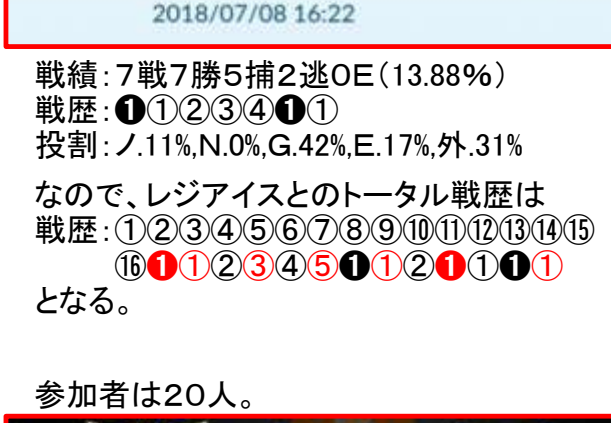 2018/07/08 16:22
戦績：7戦7勝5捕2逃0E（13.88％）
戦歴：❶①②③④❶①
投割：ノ.11%,N.0%,G.42%,E.17%,外.31%
なので、レジアイスとのトータル戦歴は
戦歴：①②③④⑤⑥⑦⑧⑨⑩⑪⑫⑬⑭⑮
⑯❶①②③④⑤❶①②❶①❶①
となる。
参加者は20人。